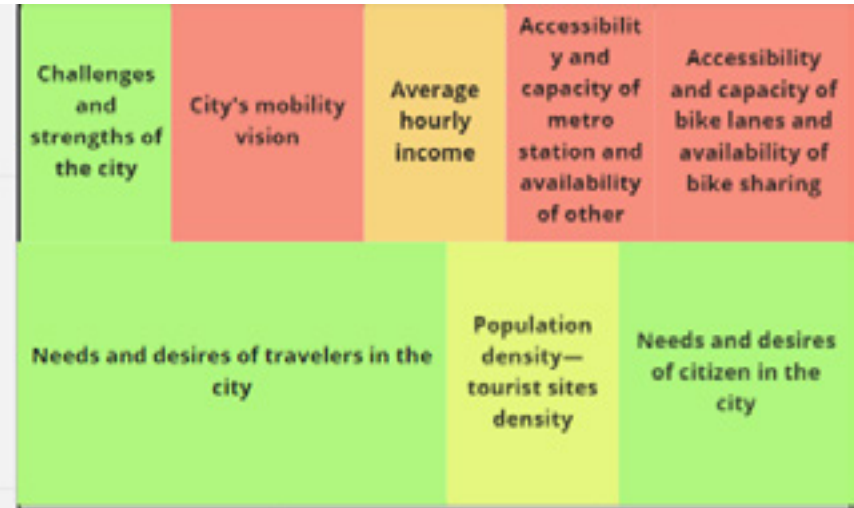 Challenges
and
strengths of
the city
City's mobility
vision
Average
hourly
income
Accessibilit
y and
capacity of
metro
station and
availability
of other
Accessibility
and capacity of
bike lanes and
availability of
bike sharing
Needs and desires of travelers in the
city
Population
density—
tourist sites
density
Needs and desires
of citizen in the
city